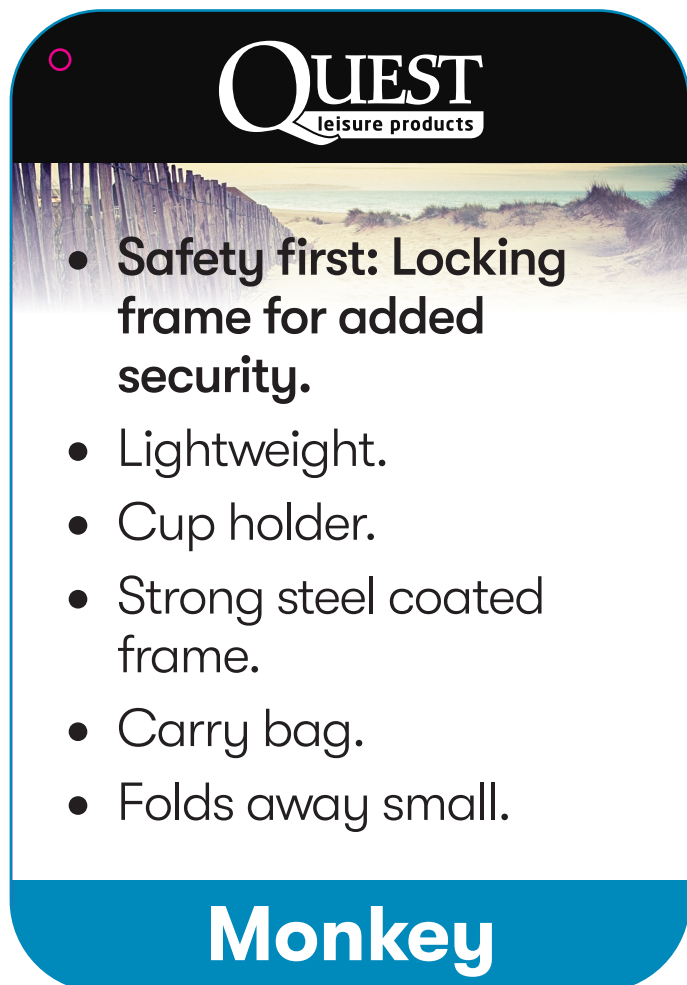 QUEST
leisure products
• Safety first: Locking
frame for added
security.
• Lightweight.
• Cup holder.
• Strong steel coated
frame.
• Carry bag.
• Folds away small.
Monkey